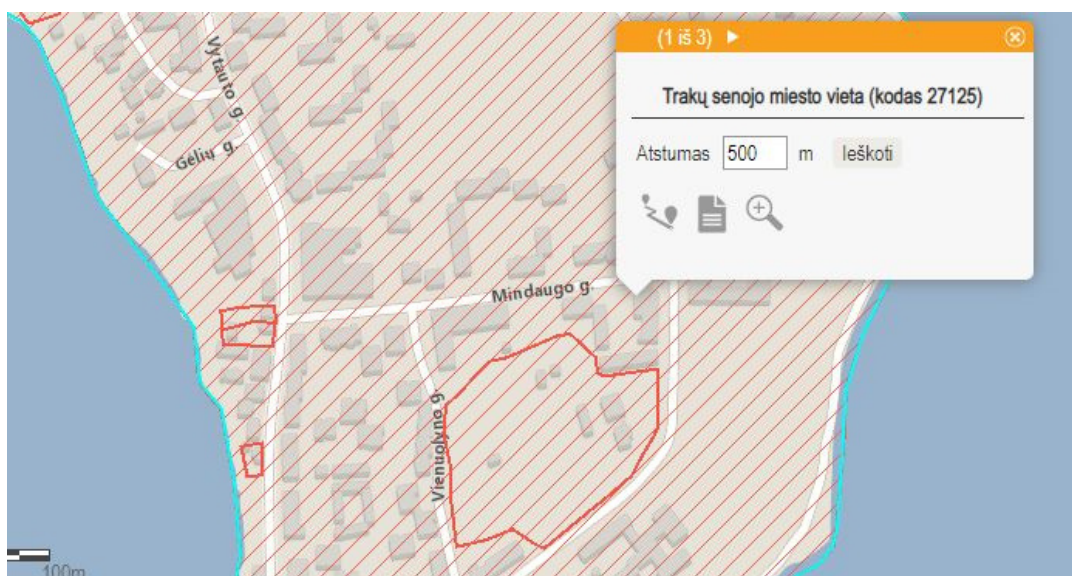 (1 iš 3)
Trakų senojo miesto vieta (kodas 27125)
Atstumas 500 m Ieškoti
Vytauto g.
Gėlių g.
Mindaugo g.
Vienuolyno g.
100m